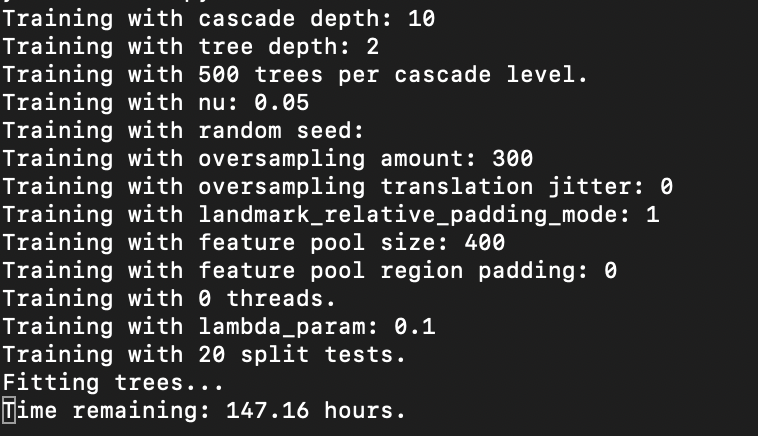 Training with cascade depth: 10
Training with tree depth: 2
Training with 500 trees per cascade level.
Training with nu: 0.05
Training with random seed:
Training with oversampling amount: 300
Training with oversampling translation jitter: 0
Training with landmark_relative_padding_mode: 1
Training with feature pool size: 400
Training with feature pool region padding: 0
Training with 0 threads.
Training with lambda_param: 0.1
Training with 20 split tests.
Fitting trees...
Time remaining: 147.16 hours.